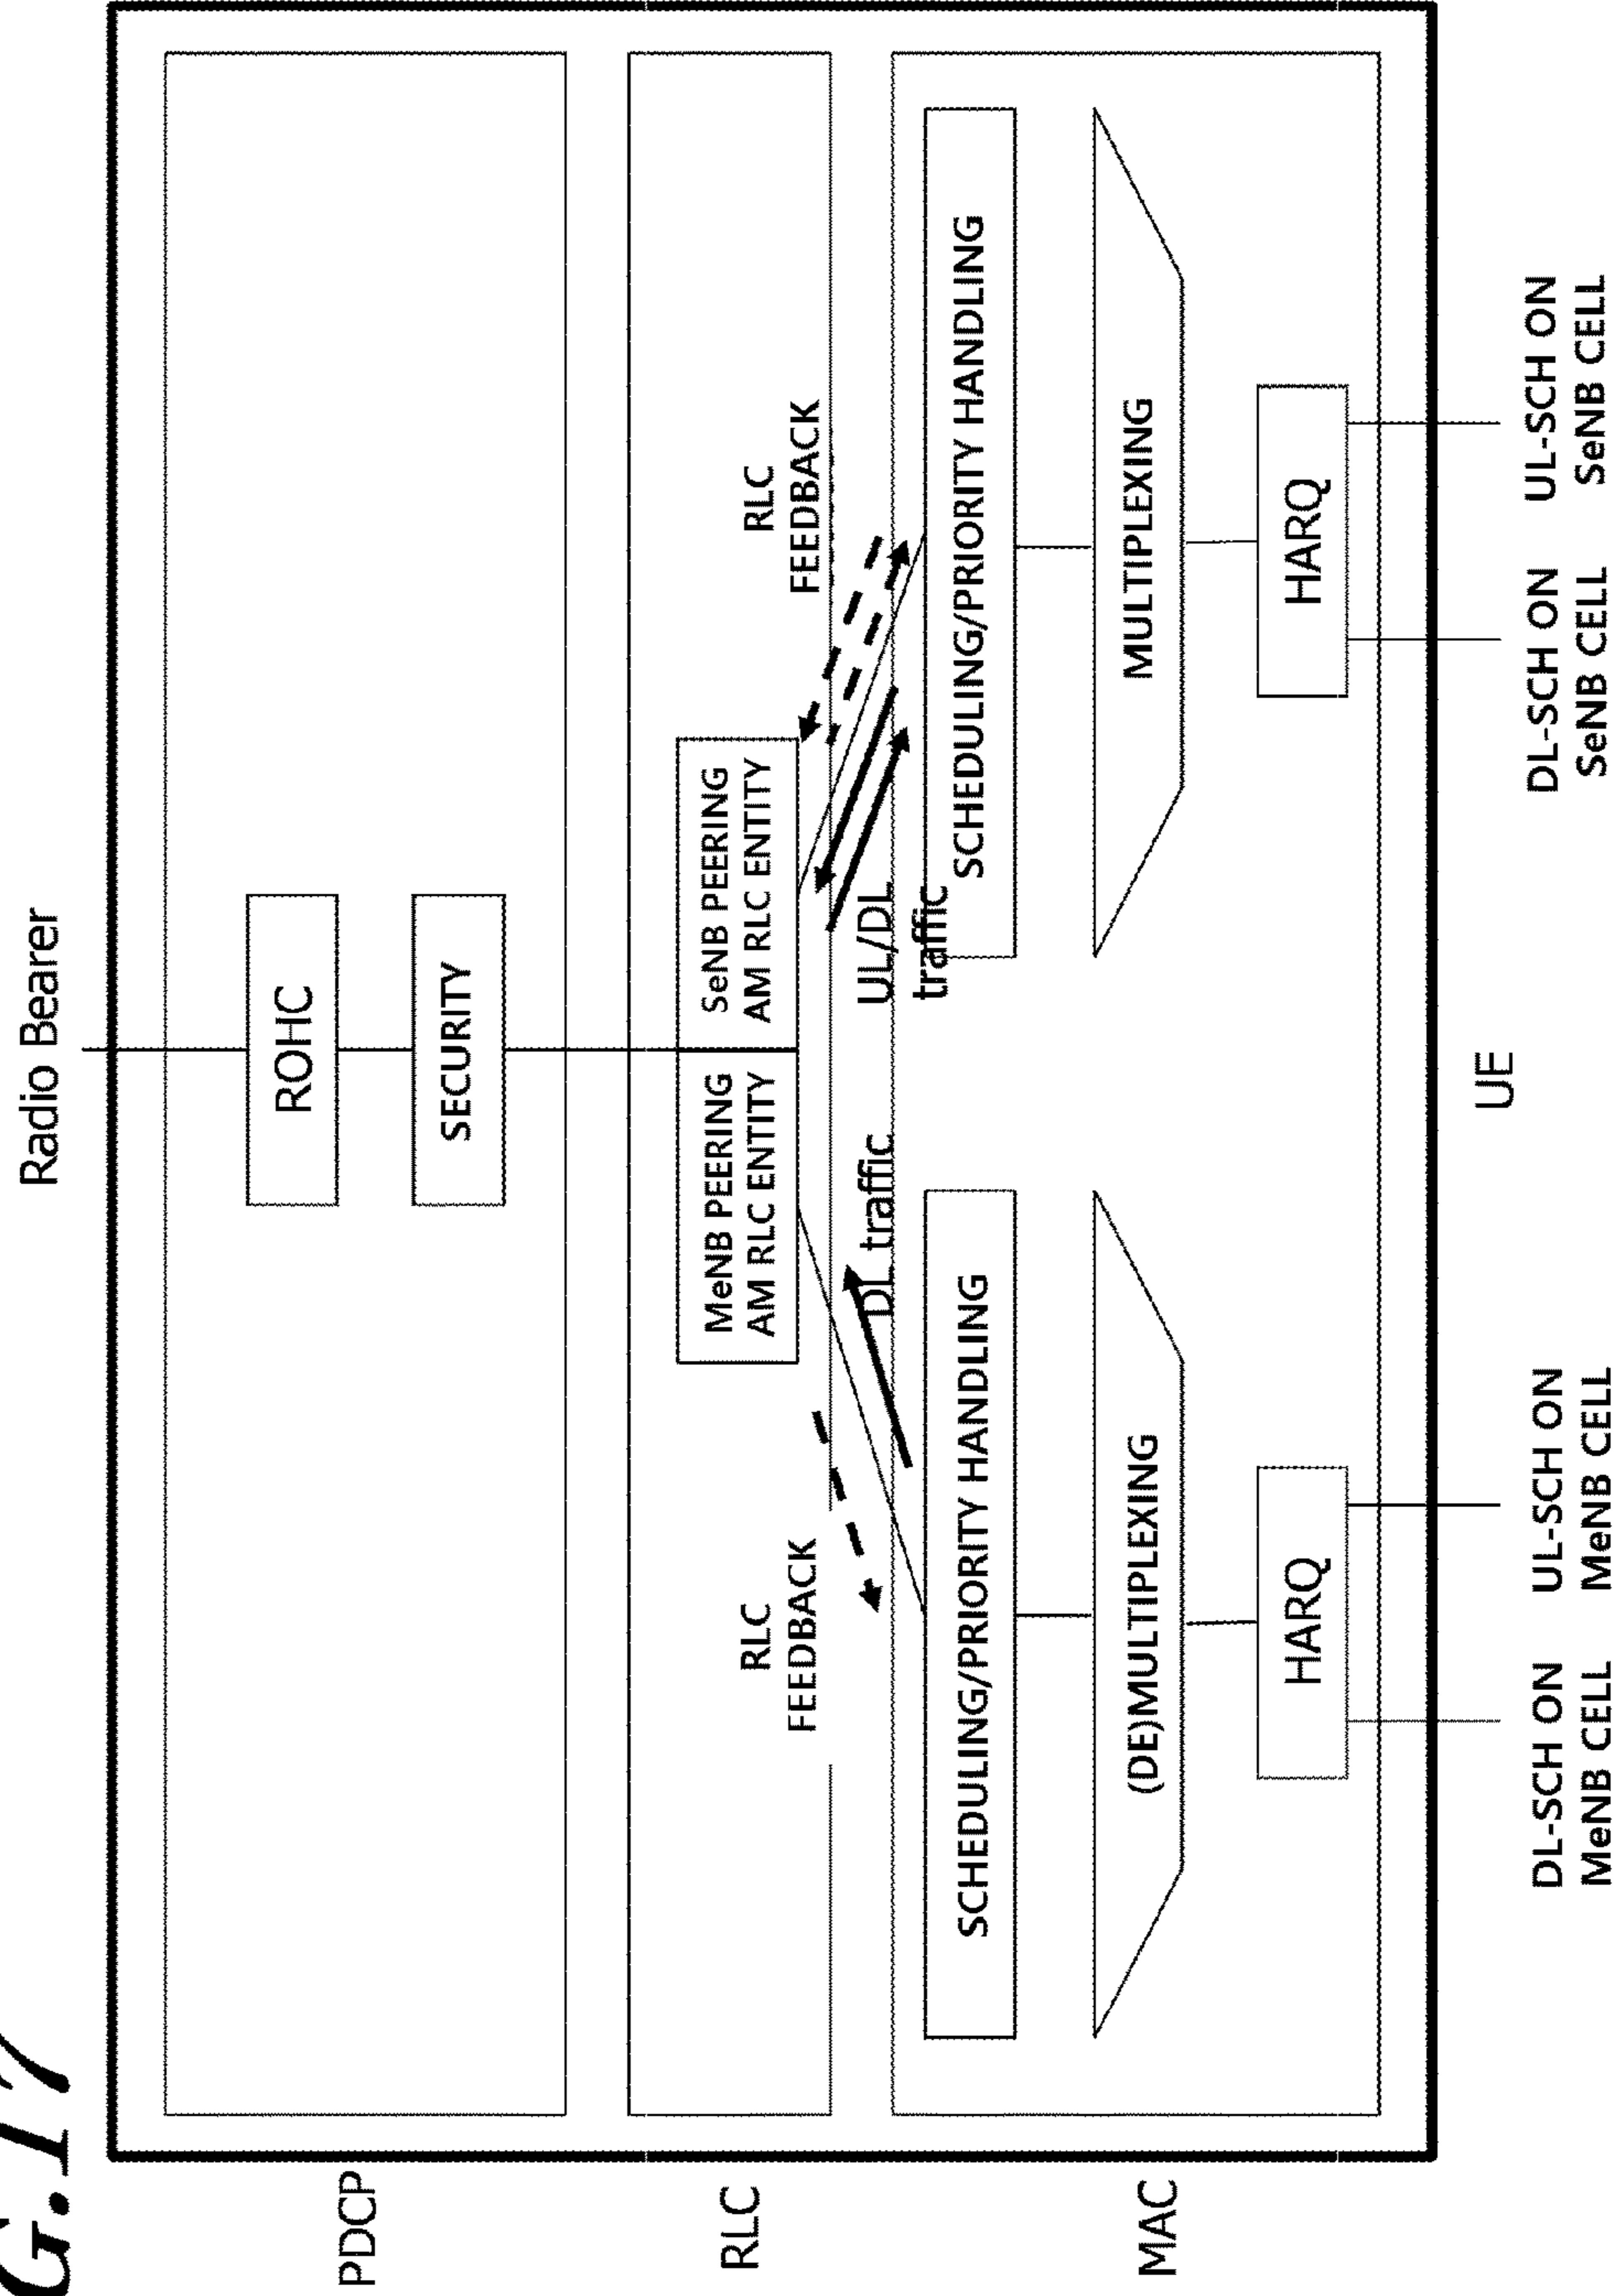 G.17
Radio Bearer
PDCP
ROHC
SECURITY
RLC
MeNB PEERING
AM RLC ENTITY
SeNB PEERING
AM RLC ENTITY
RLC
FEEDBACK
RLC
FEEDBACK
DL traffic
UL/DL
traffic
MAC
SCHEDULING/PRIORITY HANDLING
SCHEDULING/PRIORITY HANDLING
(DE)MULTIPLEXING
MULTIPLEXING
HARQ
HARQ
UE
DL-SCH ON
MeNB CELL
UL-SCH ON
MeNB CELL
DL-SCH ON
SeNB CELL
UL-SCH ON
SeNB CELL